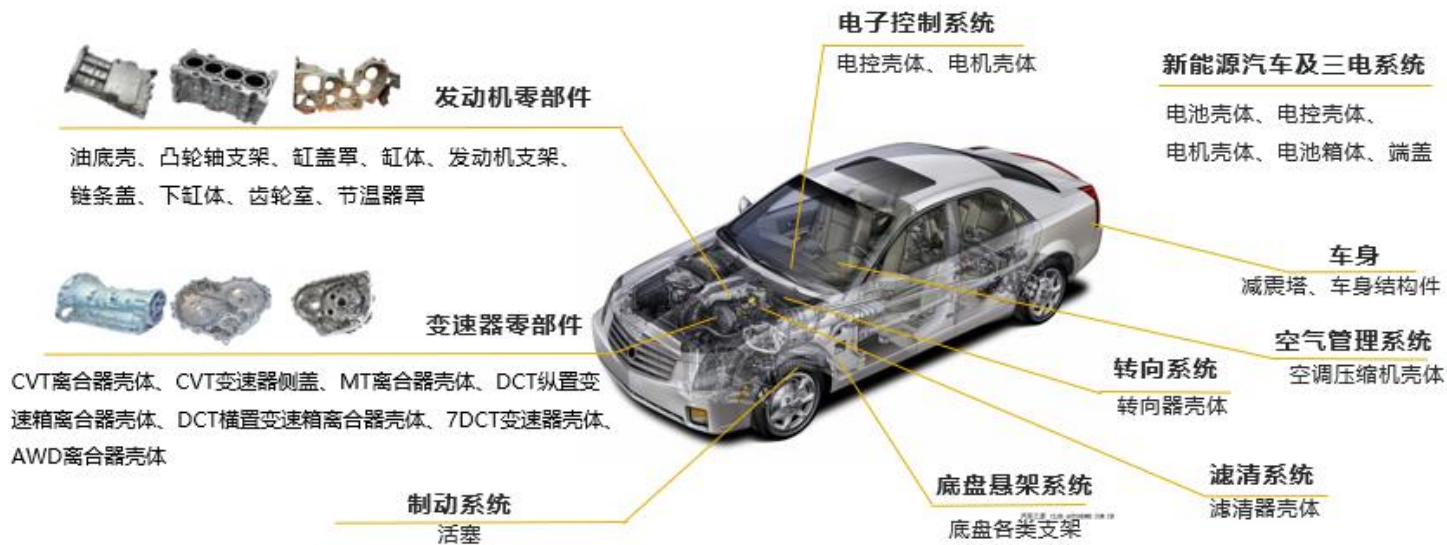 电子控制系统
电控壳体、电机壳体
新能源汽车及三电系统
电池壳体、电控壳体、
电机壳体、电池箱体、端盖
发动机零部件
油底壳、凸轮轴支架、缸盖罩、缸体、发动机支架、
链条盖、下缸体、齿轮室、节温器罩
车身
减震塔、车身结构件
变速器零部件
CVT离合器壳体、CVT变速器侧盖、MT离合器壳体、DCT纵置变
速箱离合器壳体、DCT横置变速箱离合器壳体、7DCT变速器壳体、
AWD离合器壳体
空气管理系统
空调压缩机壳体
转向系统
转向器壳体
滤清系统
滤清器壳体
底盘悬架系统
底盘各类支架
制动系统
活塞